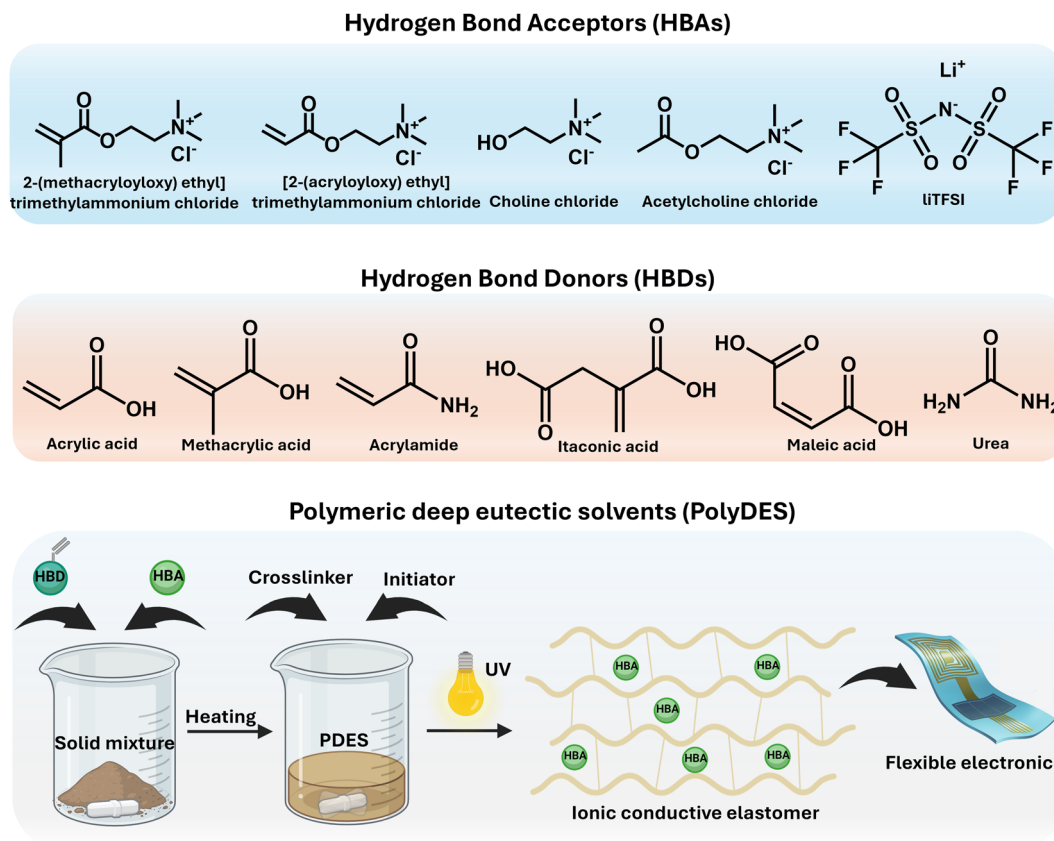 Hydrogen Bond Acceptors (HBAs)
O
O
N+
Cl-
2-(methacryloyloxy) ethyl]
trimethylammonium chloride
O
O
N+
Cl-
[2-(acryloyloxy) ethyl]
trimethylammonium chloride
HO
N+
Cl-
Choline chloride
O
O
N+
Cl-
Acetylcholine chloride
Li+
O
N-
O
F
S
S
F
F
O
O
F
F
F
liTFSI
Hydrogen Bond Donors (HBDs)
O
OH
Acrylic acid
O
OH
Methacrylic acid
O
NH2
Acrylamide
O
HO
OH
O
Itaconic acid
HO
O
O
OH
Maleic acid
O
H2N
NH2
Urea
Polymeric deep eutectic solvents (PolyDES)
HBD
HBA
Solid mixture
Heating
Crosslinker
Initiator
PDES
UV
HBA
HBA
HBA
HBA
HBA
HBA
Ionic conductive elastomer
Flexible electronic